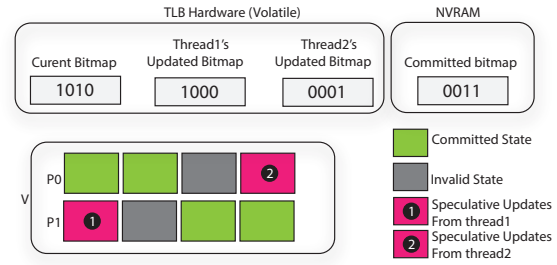 TLB Hardware (Volatile)
NVRAM
Curent Bitmap
Thread1's
Updated Bitmap
Thread2's
Updated Bitmap
Committed bitmap
1010
1000
0001
0011
V
P0
2
P1
1
Committed State
Invalid State
1 Speculative Updates
From thread1
2 Speculative Updates
From thread2